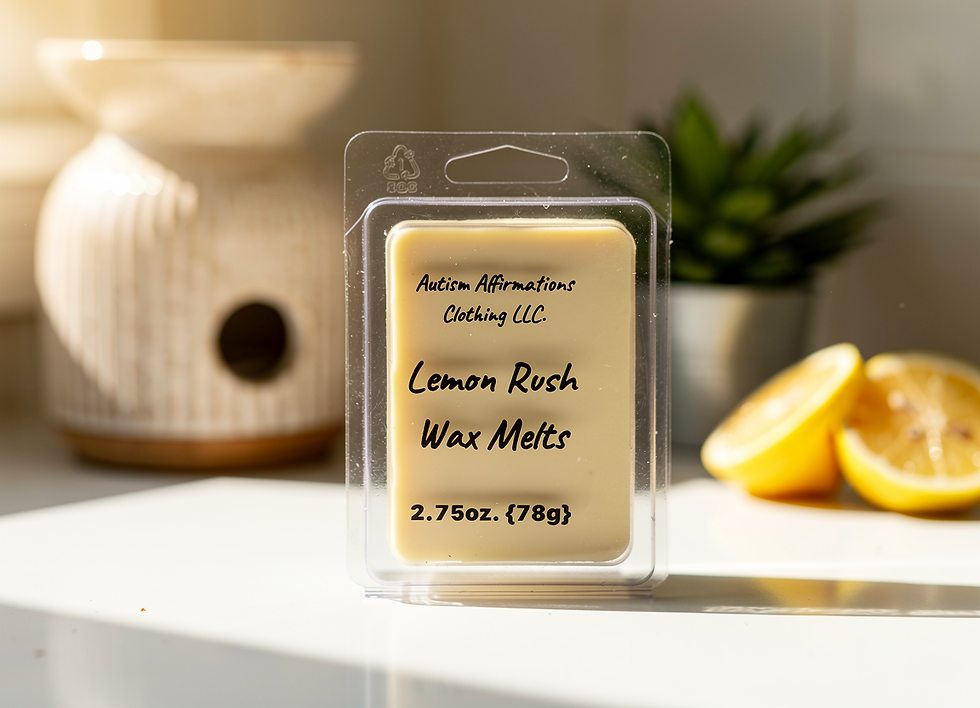 Autism Affirmations
Clothing LLC.
Lemon Rush
Wax Melts
2.75oz. {78g}